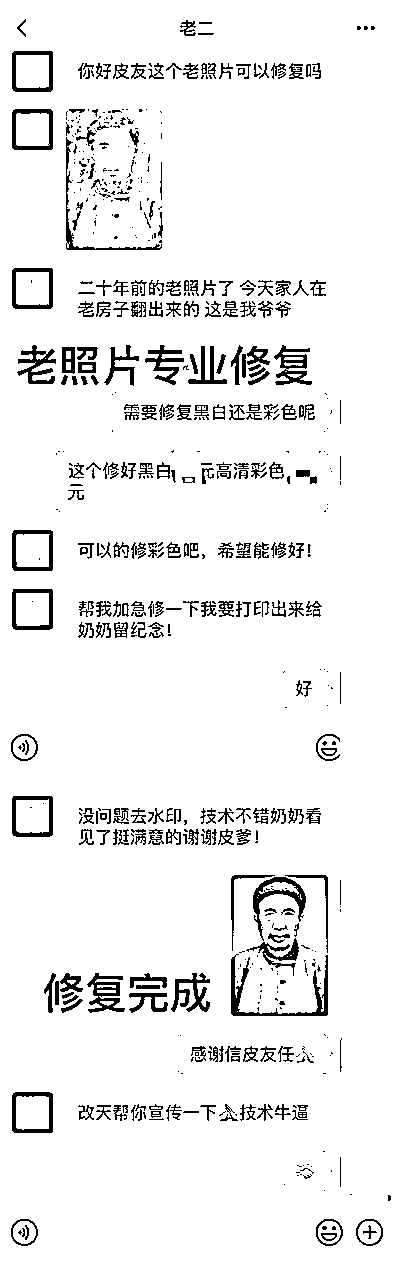 老二
你好皮友这个老照片可以修复吗
二十年前的老照片了 今天家人在
老房子翻出来的 这是我爷爷
老照片专业修复
需要修复黑白还是彩色呢
这个修好黑白 元高清彩色
元
可以的修彩色吧，希望能修好！
帮我加急修一下我要打印出来给
奶奶留纪念！
好
没问题去水印，技术不错奶奶看
见了挺满意的谢谢皮爹！
修复完成
感谢信皮友任
改天帮你宣传一下 技术牛逼